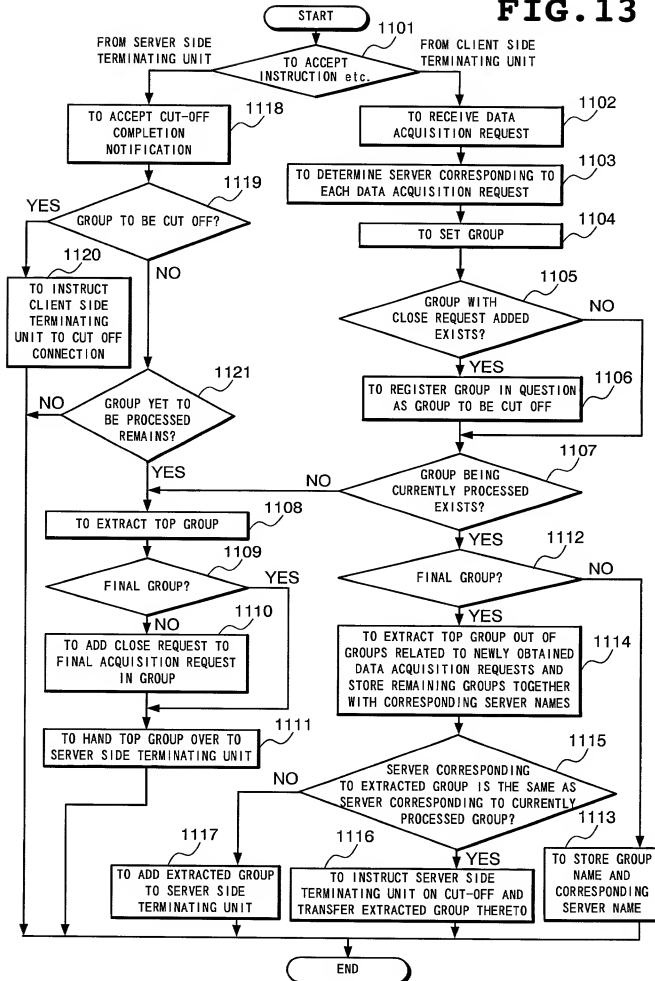 FIG.13
START
1101
FROM SERVER SIDE
TERMINATING UNIT
FROM CLIENT SIDE
TERMINATING UNIT
TO ACCEPT
INSTRUCTION etc.
1118
TO ACCEPT CUT-OFF
COMPLETION
NOTIFICATION
1119
YES
GROUP TO BE CUT OFF?
NO
1120
TO INSTRUCT
CLIENT SIDE
TERMINATING
UNIT TO CUT OFF
CONNECTION
1121
NO
GROUP YET TO
BE PROCESSED
REMAINS?
YES
1102
TO RECEIVE DATA
ACQUISITION REQUEST
1103
TO DETERMINE SERVER CORRESPONDING TO
EACH DATA ACQUISITION REQUEST
1104
TO SET GROUP
1105
GROUP WITH
CLOSE REQUEST ADDED
EXISTS?
NO
YES
1106
TO REGISTER GROUP IN QUESTION
AS GROUP TO BE CUT OFF
1107
NO
GROUP BEING
CURRENTLY PROCESSED
EXISTS?
YES
1108
TO EXTRACT TOP GROUP
1109
FINAL GROUP?
YES
NO
1110
TO ADD CLOSE REQUEST TO
FINAL ACQUISITION REQUEST
IN GROUP
1111
TO HAND TOP GROUP OVER TO
SERVER SIDE TERMINATING UNIT
1112
FINAL GROUP?
NO
YES
1114
TO EXTRACT TOP GROUP OUT OF
GROUPS RELATED TO NEWLY OBTAINED
DATA ACQUISITION REQUESTS AND
STORE REMAINING GROUPS TOGETHER
WITH CORRESPONDING SERVER NAMES
1115
NO
SERVER CORRESPONDING
TO EXTRACTED GROUP IS THE SAME AS
SERVER CORRESPONDING TO CURRENTLY
PROCESSED GROUP?
YES
1117
TO ADD EXTRACTED GROUP
TO SERVER SIDE
TERMINATING UNIT
1116
TO INSTRUCT SERVER SIDE
TERMINATING UNIT ON CUT-OFF AND
TRANSFER EXTRACTED GROUP THERETO
1113
TO STORE GROUP
NAME AND
CORRESPONDING
SERVER NAME
END